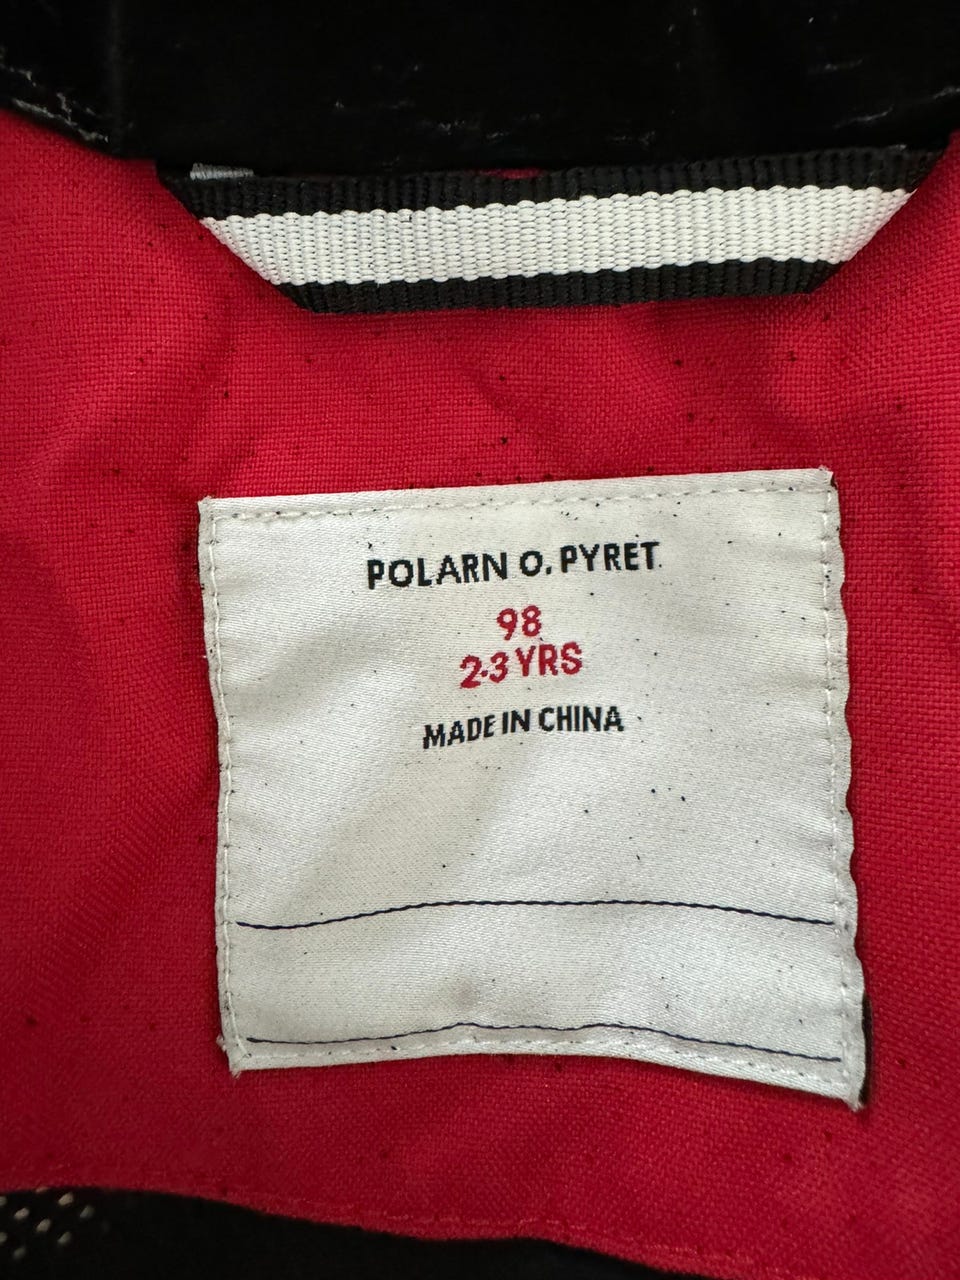 POLARN O. PYRET
98
2-3 YRS
MADE IN CHINA